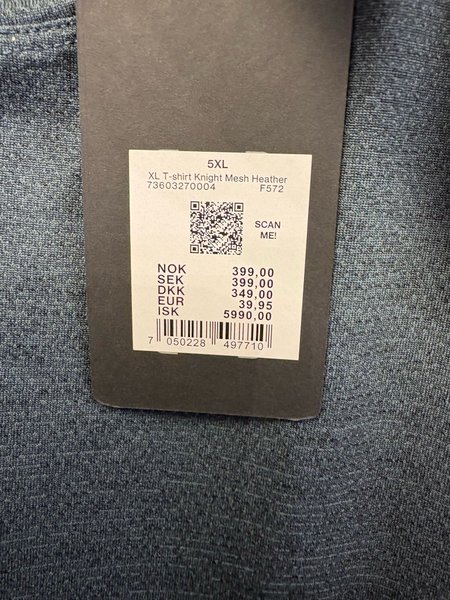 5XL
XL T-shirt Knight Mesh Heather
73603270004 F572
SCAN
ME!
NOK 399,00
SEK 399,00
DKK 349,00
EUR 39,95
ISK 5990,00
7 050228 497710